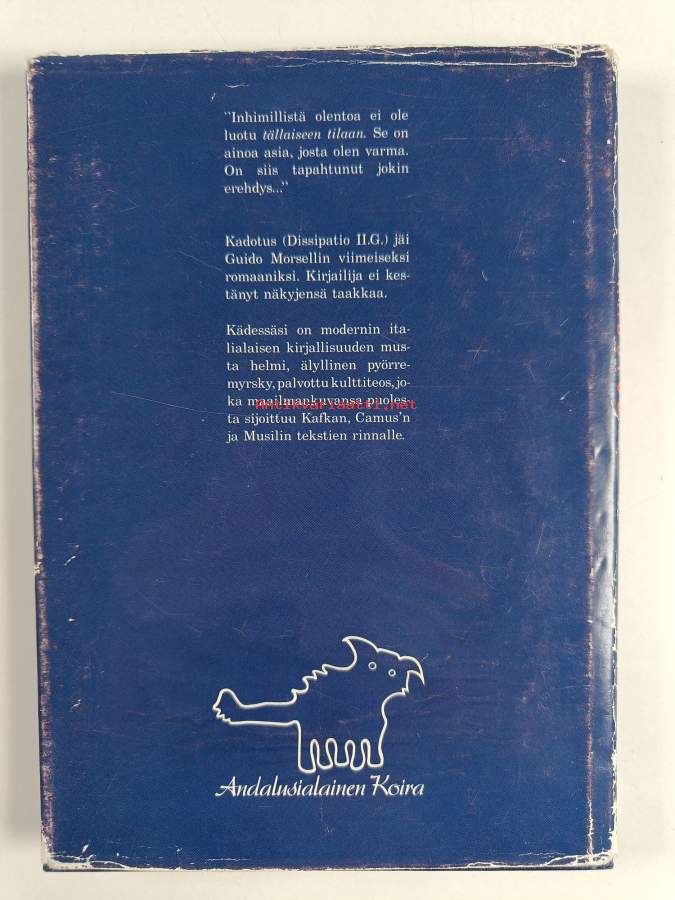 "Inhimillistä olentoa ei ole
luotu tällaiseen tilaan. Se on
ainoa asia, josta olen varma.
On siis tapahtunut jokin
erehdys..."
Kadotus (Dissipatio II.G.) jäi
Guido Morsellin viimeiseksi
romaaniksi. Kirjailija ei kes-
tänyt näkyjensä taakkaa.
Kädessäsi on modernin ita-
lialaisen kirjallisuuden mus-
ta helmi, älyllinen pyörre-
myrsky, palvottu kulttiteos, jo-
ka maailmankuvansa puoles-
ta sijoittuu Kafkan, Camus'n
ja Musilin tekstien rinnalle.
Antikvariaatti.net
Andalusialainen Koira